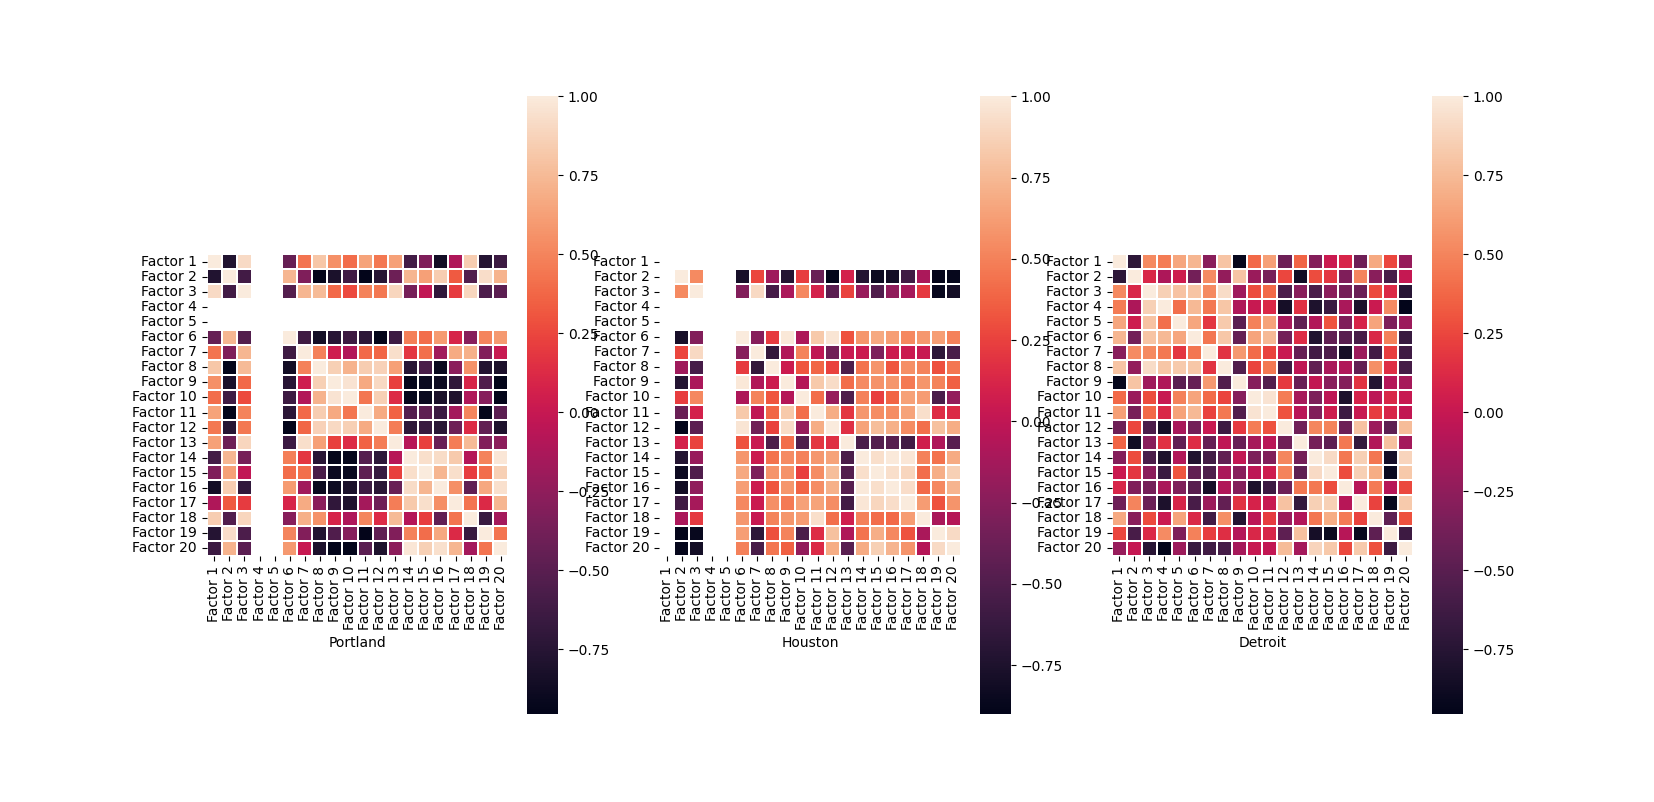 1.00
0.75
0.50
0.25
0.00
−0.25
−0.50
−0.75
Factor 1
Factor 2
Factor 3
Factor 4
Factor 5
Factor 6
Factor 7
Factor 8
Factor 9
Factor 10
Factor 11
Factor 12
Factor 13
Factor 14
Factor 15
Factor 16
Factor 17
Factor 18
Factor 19
Factor 20
Factor 1
Factor 2
Factor 3
Factor 4
Factor 5
Factor 6
Factor 7
Factor 8
Factor 9
Factor 10
Factor 11
Factor 12
Factor 13
Factor 14
Factor 15
Factor 16
Factor 17
Factor 18
Factor 19
Factor 20
Portland
1.00
0.75
0.50
0.25
0.00
−0.25
−0.50
−0.75
Factor 1
Factor 2
Factor 3
Factor 4
Factor 5
Factor 6
Factor 7
Factor 8
Factor 9
Factor 10
Factor 11
Factor 12
Factor 13
Factor 14
Factor 15
Factor 16
Factor 17
Factor 18
Factor 19
Factor 20
Factor 1
Factor 2
Factor 3
Factor 4
Factor 5
Factor 6
Factor 7
Factor 8
Factor 9
Factor 10
Factor 11
Factor 12
Factor 13
Factor 14
Factor 15
Factor 16
Factor 17
Factor 18
Factor 19
Factor 20
Houston
1.00
0.75
0.50
0.25
0.00
−0.25
−0.50
−0.75
Factor 1
Factor 2
Factor 3
Factor 4
Factor 5
Factor 6
Factor 7
Factor 8
Factor 9
Factor 10
Factor 11
Factor 12
Factor 13
Factor 14
Factor 15
Factor 16
Factor 17
Factor 18
Factor 19
Factor 20
Factor 1
Factor 2
Factor 3
Factor 4
Factor 5
Factor 6
Factor 7
Factor 8
Factor 9
Factor 10
Factor 11
Factor 12
Factor 13
Factor 14
Factor 15
Factor 16
Factor 17
Factor 18
Factor 19
Factor 20
Detroit